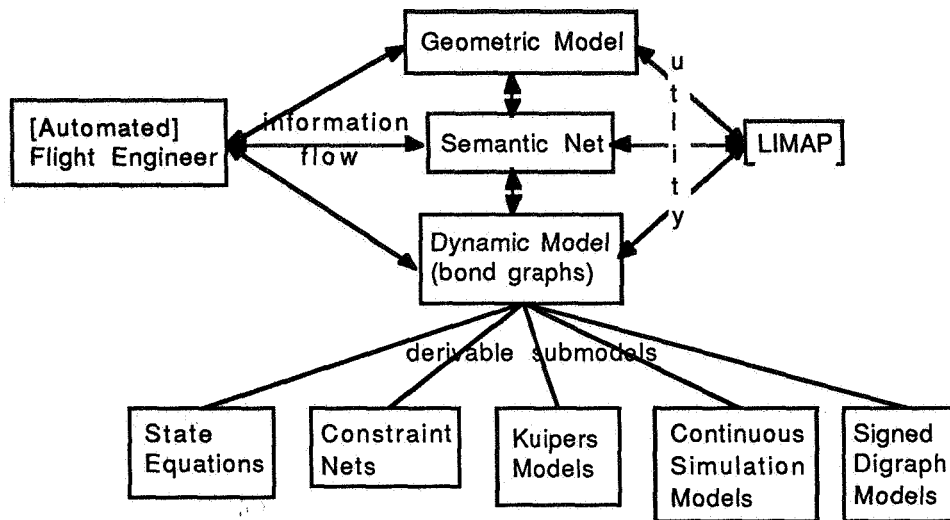 Geometric Model
utility
[Automated]
Flight Engineer
information
flow
Semantic Net
[LIMAP]
Dynamic Model
(bond graphs)
derivable submodels
State
Equations
Constraint
Nets
Kuipers
Models
Continuous
Simulation
Models
Signed
Digraph
Models